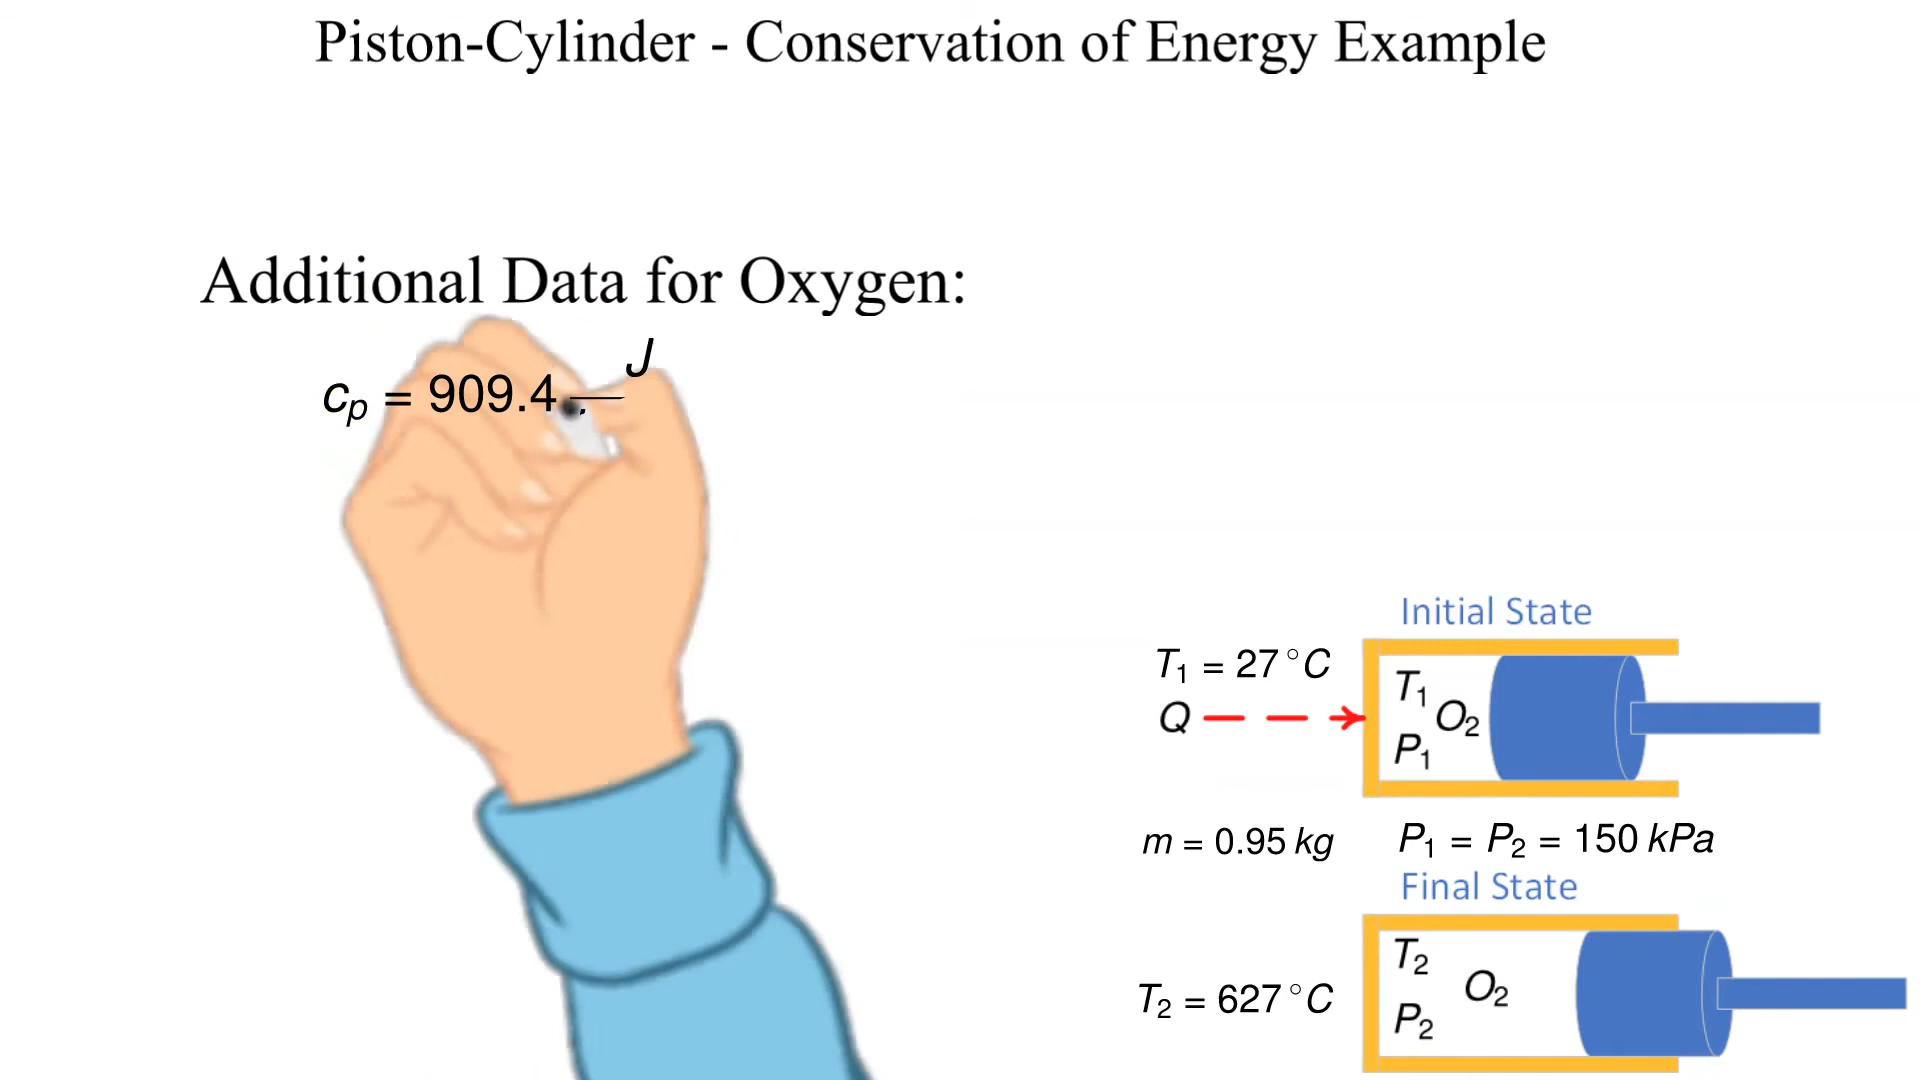 Piston-Cylinder - Conservation of Energy Example
Additional Data for Oxygen:
cₚ = 909.4 J
Initial State
T₁ = 27 °C
Q
T₁
O₂
P₁
m = 0.95 kg
P₁ = P₂ = 150 kPa
Final State
T₂ = 627 °C
T₂
O₂
P₂